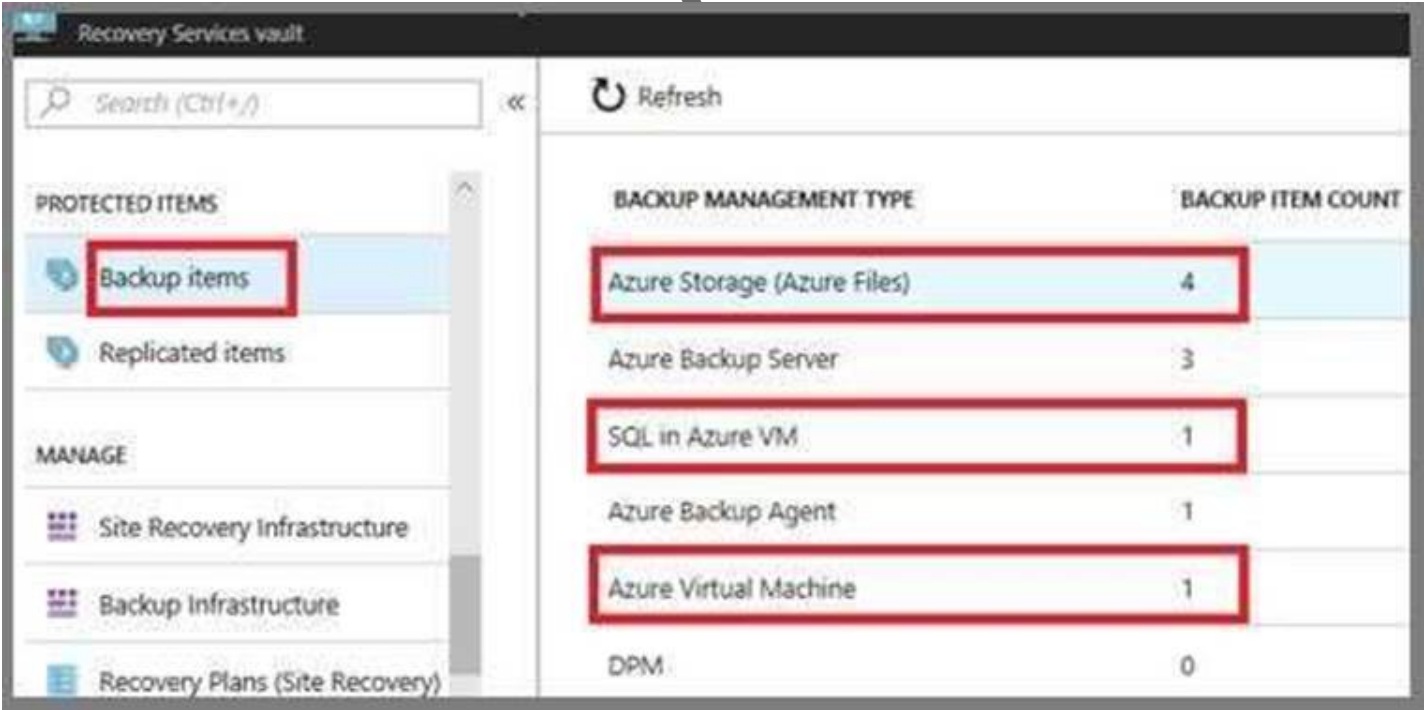 Recovery Services vault
Search (Ctrl+/)
«
Refresh
PROTECTED ITEMS
Backup items
Replicated items
MANAGE
Site Recovery Infrastructure
Backup Infrastructure
Recovery Plans (Site Recovery)
BACKUP MANAGEMENT TYPE BACKUP ITEM COUNT
Azure Storage (Azure Files) 4
Azure Backup Server 3
SQL in Azure VM 1
Azure Backup Agent 1
Azure Virtual Machine 1
DPM 0